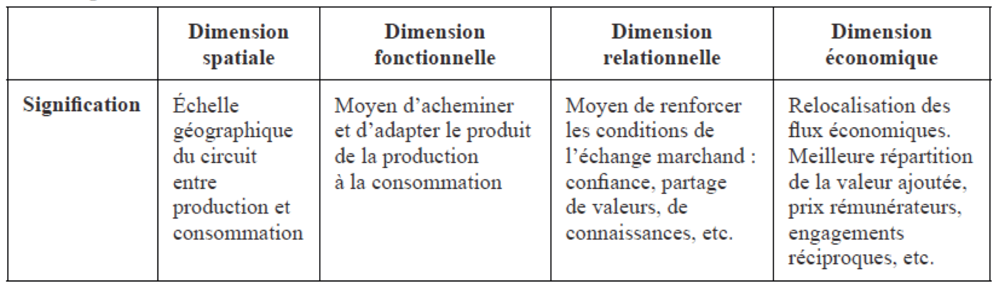 Dimension
spatiale
Dimension
fonctionnelle
Dimension
relationnelle
Dimension
économique
Signification
Échelle
géographique
du circuit
entre
production et
consommation
Moyen d’acheminer
et d’adapter le produit
de la production
à la consommation
Moyen de renforcer
les conditions de
l’échange marchand :
confiance, partage
de valeurs, de
connaissances, etc.
Relocalisation des
flux économiques.
Meilleure répartition
de la valeur ajoutée,
prix rémunérateurs,
engagements
réciproques, etc.